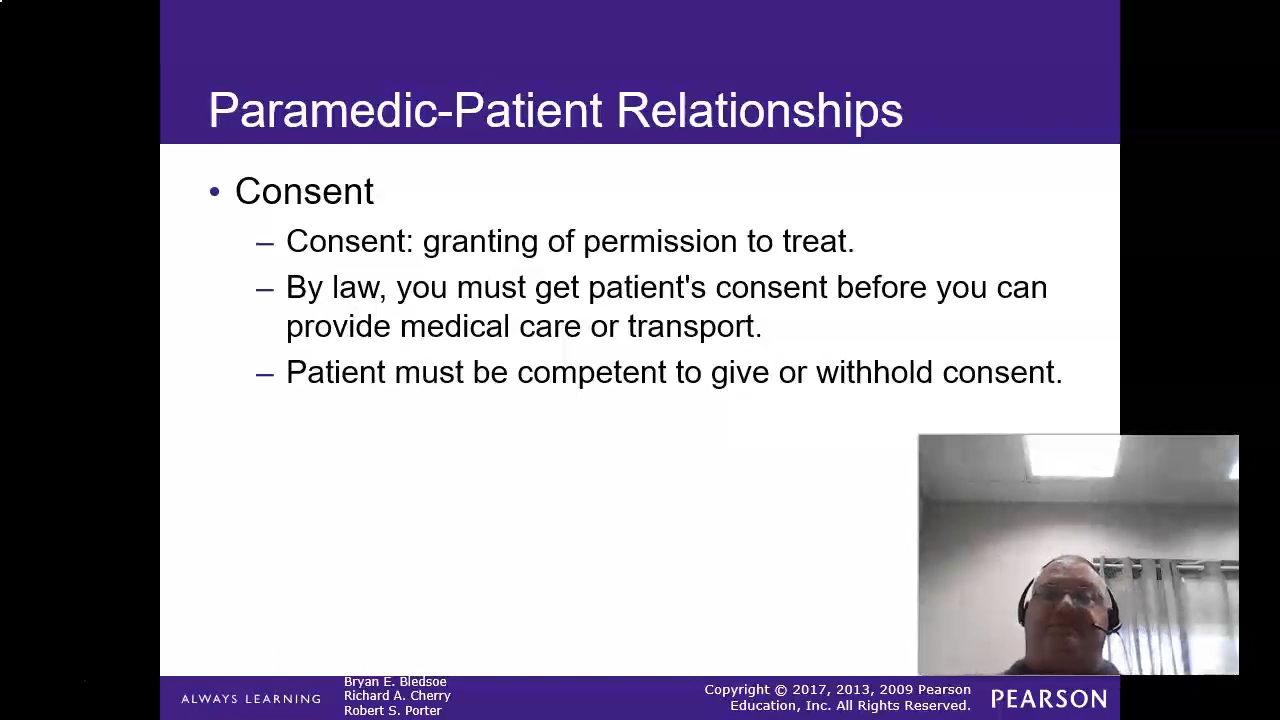 Paramedic-Patient Relationships
• Consent
– Consent: granting of permission to treat.
– By law, you must get patient's consent before you can
provide medical care or transport.
– Patient must be competent to give or withhold consent.
ALWAYS LEARNING
Bryan E. Bledsoe
Richard A. Cherry
Robert S. Porter
Copyright © 2017, 2013, 2009 Pearson
Education, Inc. All Rights Reserved.
PEARSON